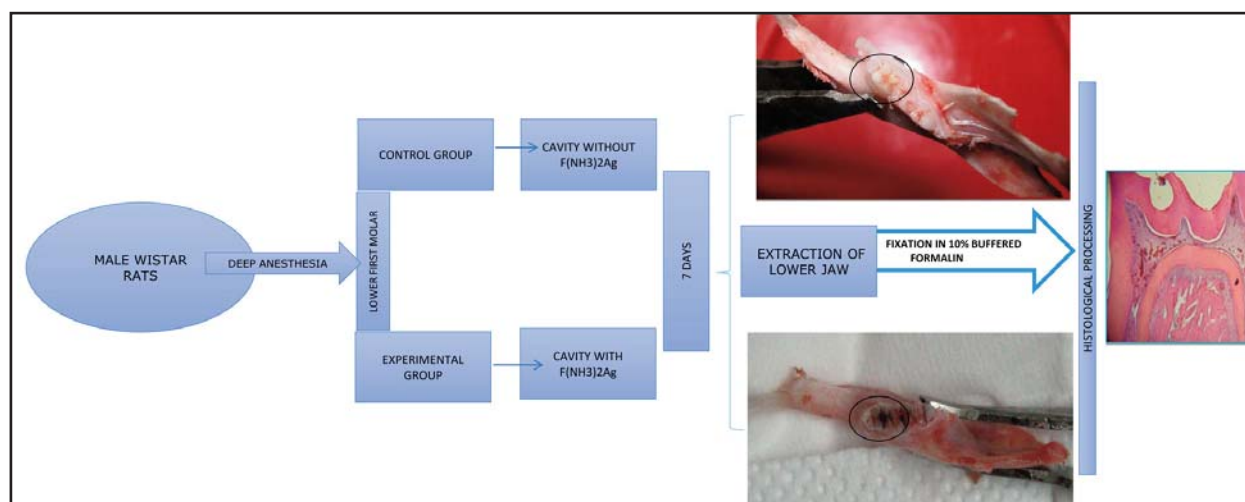 MALE WISTAR
RATS
DEEP ANESTHESIA
LOWER FIRST MOLAR
CONTROL GROUP
CAVITY WITHOUT
F(NH3)2Ag
EXPERIMENTAL
GROUP
CAVITY WITH
F(NH3)2Ag
7 DAYS
EXTRACTION OF
LOWER JAW
FIXATION IN 10% BUFFERED
FORMALIN
HISTOLOGICAL PROCESSING